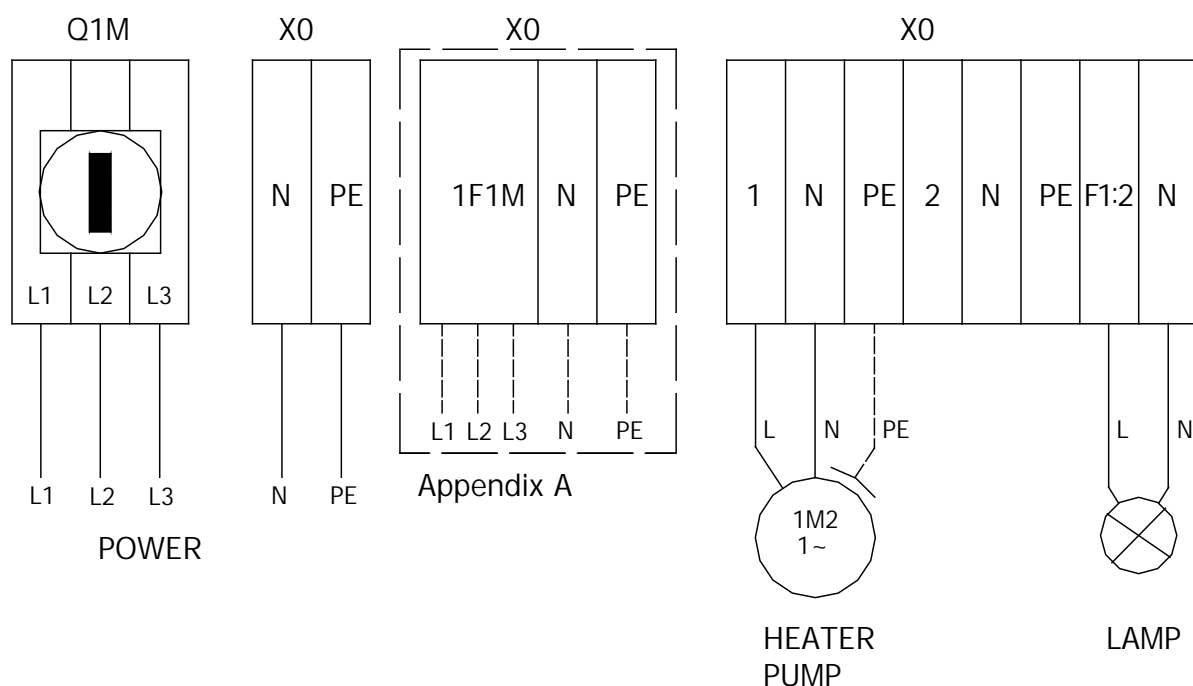 Q1M X0 X0 X0
N PE 1F1M N PE 1 N PE 2 N PE F1:2 N
L1 L2 L3
L1 L2 L3 N PE L N PE L N
Appendix A
L1 L2 L3 N PE
1M2
1~
POWER
HEATER LAMP
PUMP